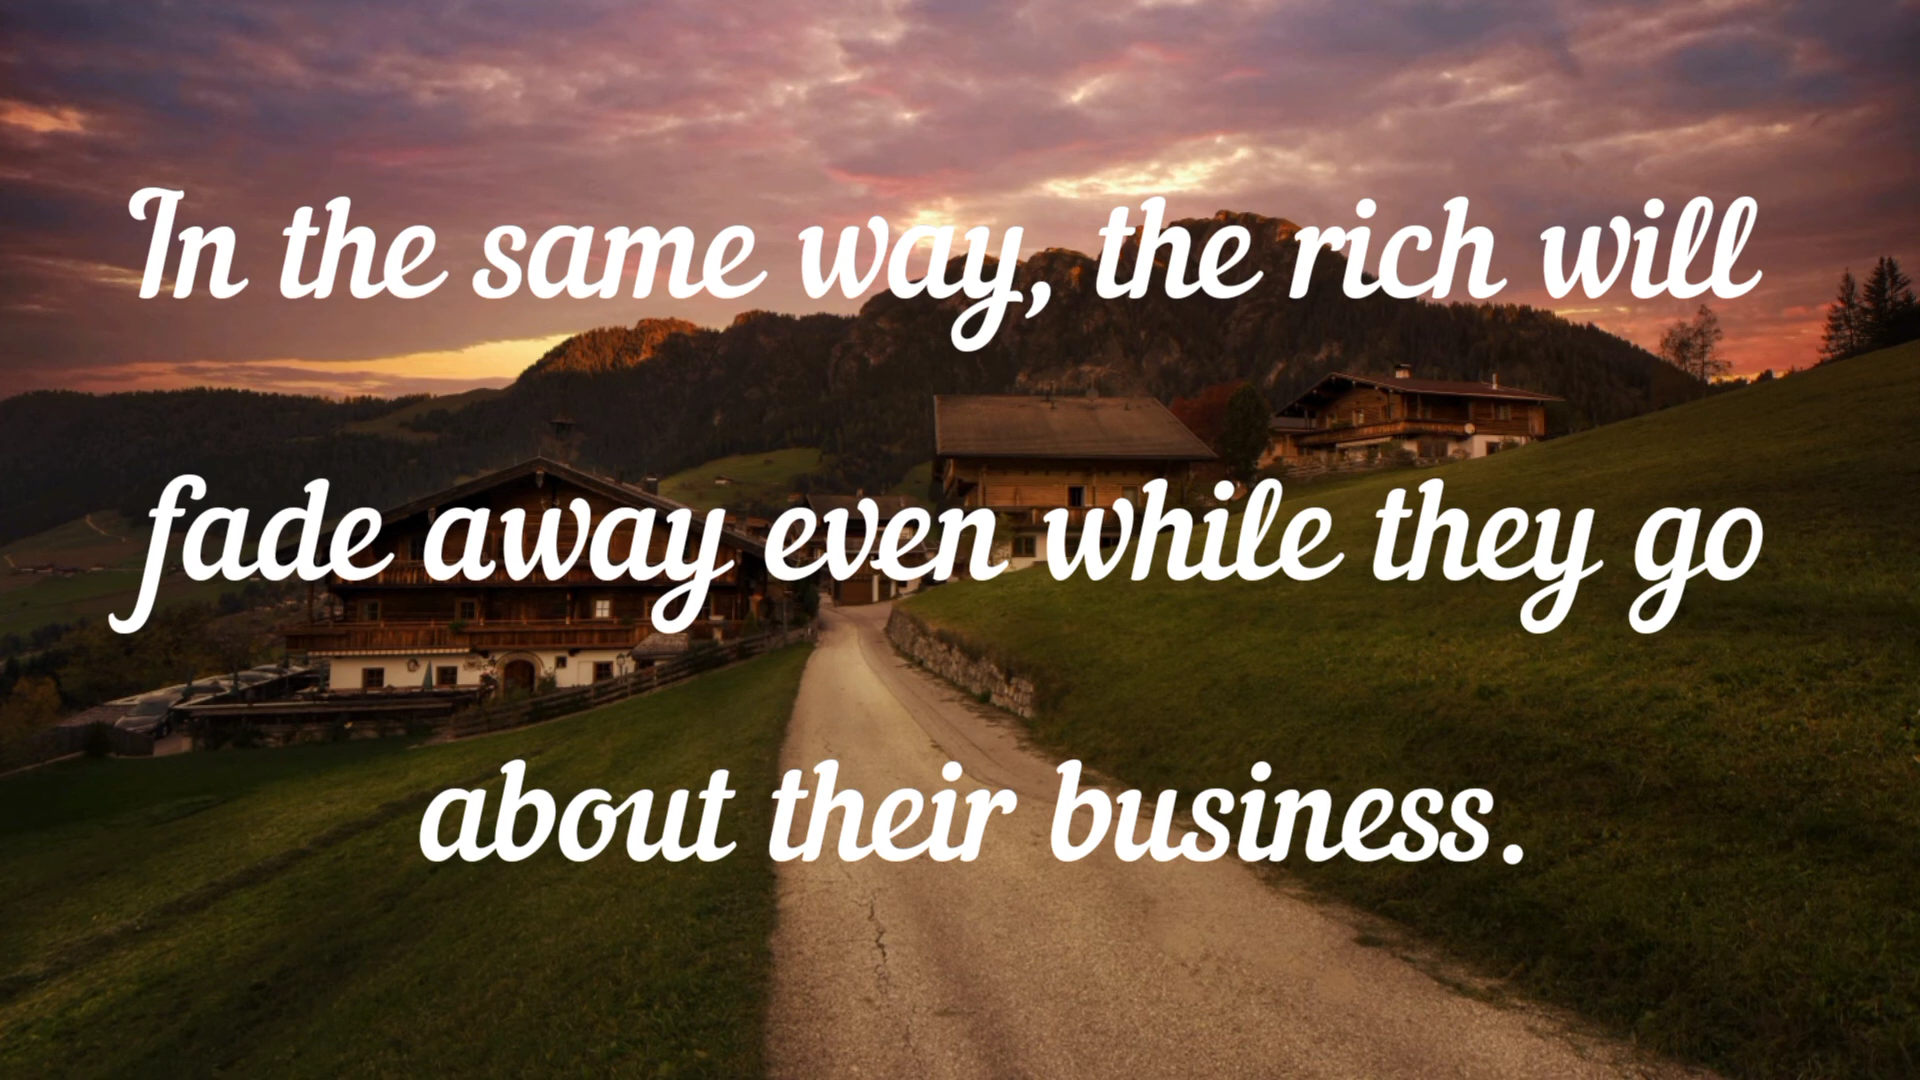 In the same way, the rich will
fade away even while they go
about their business.